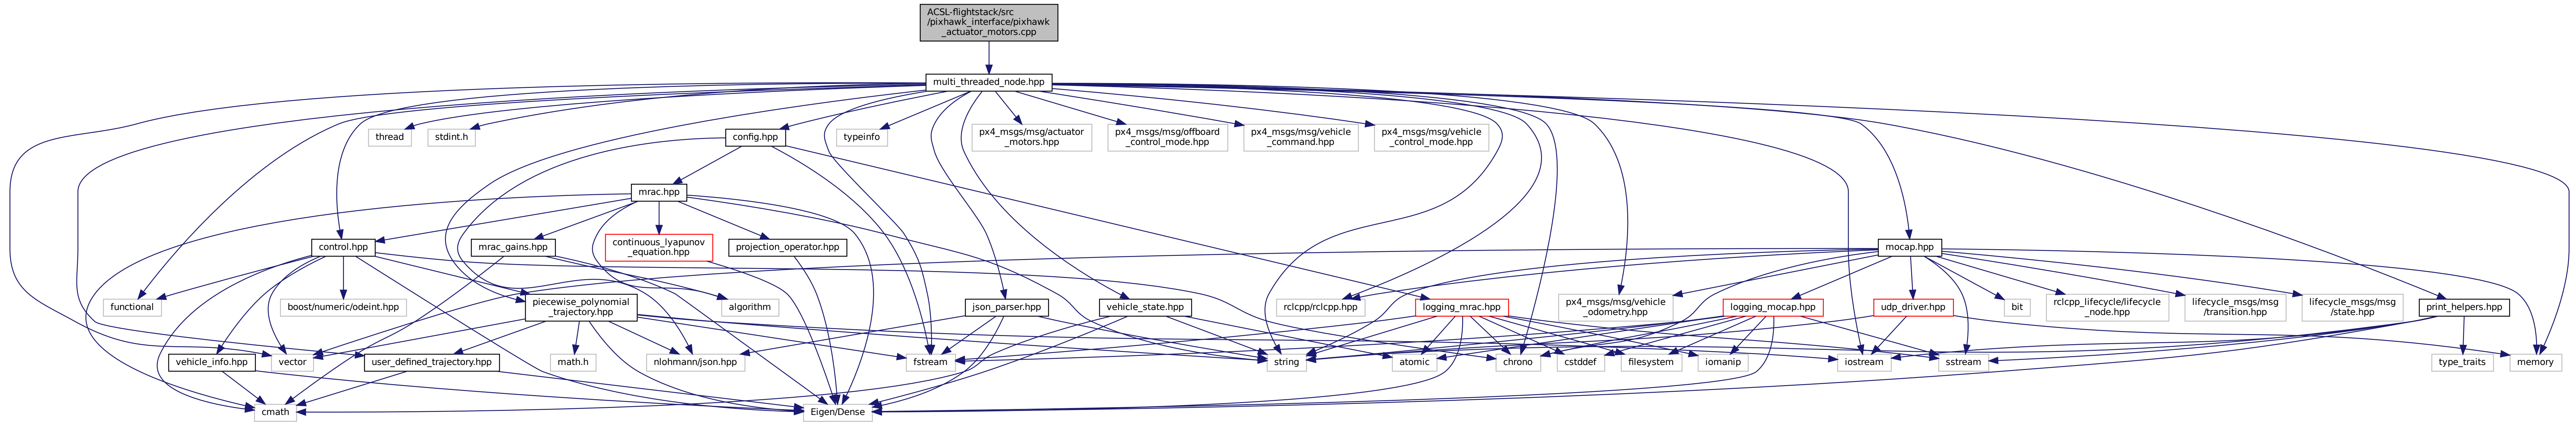 ACSL-flightstack/src
/pixhawk_interface/pixhawk
_actuator_motors.cpp
multi_threaded_node.hpp
thread
stdint.h
config.hpp
typeinfo
px4_msgs/msg/actuator
_motors.hpp
px4_msgs/msg/offboard
_control_mode.hpp
px4_msgs/msg/vehicle
_command.hpp
px4_msgs/msg/vehicle
_control_mode.hpp
mrac.hpp
control.hpp
mrac_gains.hpp
continuous_lyapunov
_equation.hpp
projection_operator.hpp
mocap.hpp
functional
boost/numeric/odeint.hpp
piecewise_polynomial
_trajectory.hpp
algorithm
json_parser.hpp
vehicle_state.hpp
rclcpp/rclcpp.hpp
logging_mrac.hpp
px4_msgs/msg/vehicle
_odometry.hpp
logging_mocap.hpp
udp_driver.hpp
bit
rclcpp_lifecycle/lifecycle
_node.hpp
lifecycle_msgs/msg
/transition.hpp
lifecycle_msgs/msg
/state.hpp
print_helpers.hpp
vehicle_info.hpp
vector
user_defined_trajectory.hpp
math.h
nlohmann/json.hpp
fstream
string
atomic
chrono
cstddef
filesystem
iomanip
iostream
sstream
type_traits
memory
cmath
Eigen/Dense